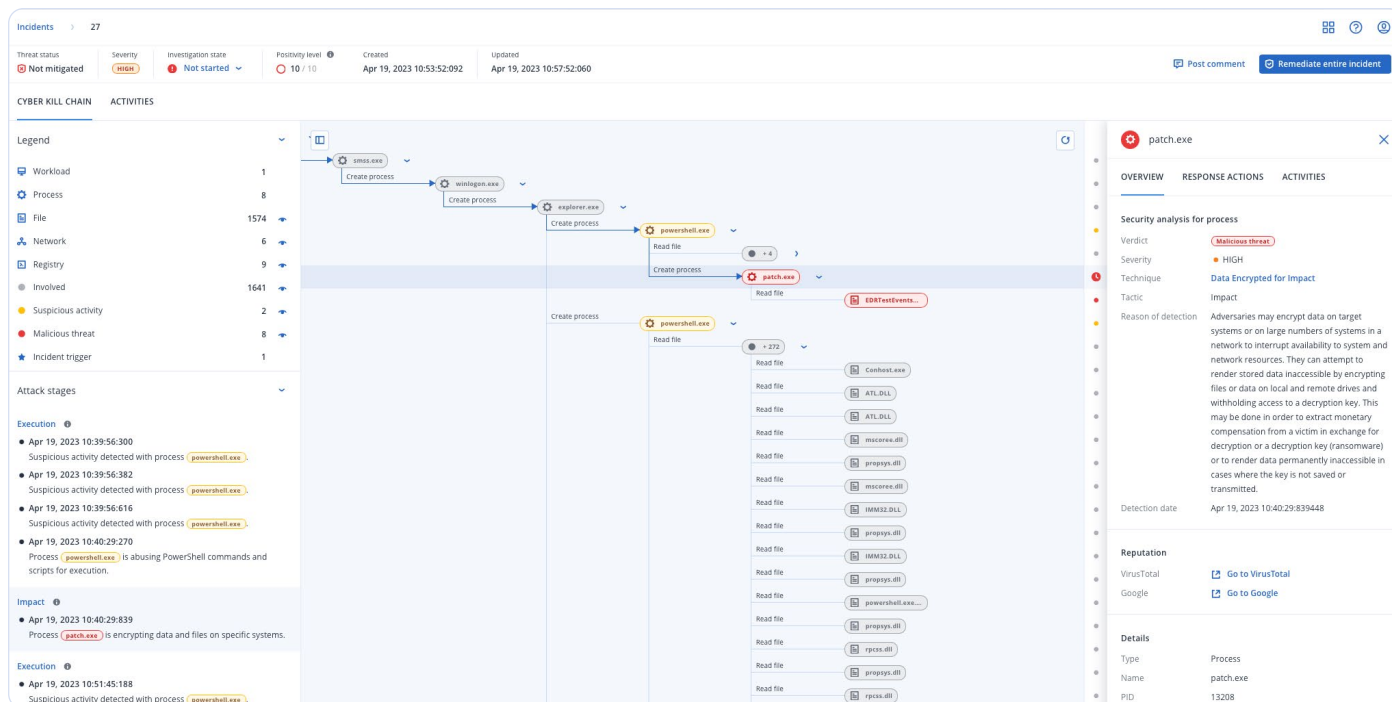 Incidents > 27
Threat status
Not mitigated
Severity
HIGH
Investigation state
Not started
Positivity level
10 / 10
Created
Apr 19, 2023 10:53:52:092
Updated
Apr 19, 2023 10:57:52:060
Post comment
Remediate entire incident
CYBER KILL CHAIN
ACTIVITIES
Legend
Workload 1
Process 8
File 1574
Network 6
Registry 9
Involved 1641
Suspicious activity 2
Malicious threat 8
Incident trigger 1
Attack stages
Execution
Apr 19, 2023 10:39:56:300
Suspicious activity detected with process powershell.exe.
Apr 19, 2023 10:39:56:382
Suspicious activity detected with process powershell.exe.
Apr 19, 2023 10:39:56:616
Suspicious activity detected with process powershell.exe.
Apr 19, 2023 10:40:29:270
Process powershell.exe is abusing PowerShell commands and
scripts for execution.
Impact
Apr 19, 2023 10:40:29:839
Process patch.exe is encrypting data and files on specific systems.
Execution
Apr 19, 2023 10:51:45:188
Suspicious activity detected with process powershell.exe
smss.exe
Create process
winlogon.exe
Create process
explorer.exe
Create process
powershell.exe
Read file
+ 4
Create process
patch.exe
Read file
EDRTestEvents...
Create process
powershell.exe
Read file
+ 272
Read file
Conhost.exe
Read file
ATL.DLL
Read file
ATL.DLL
Read file
mscoree.dll
Read file
propsys.dll
Read file
mscoree.dll
Read file
IMM32.DLL
Read file
propsys.dll
Read file
IMM32.DLL
Read file
propsys.dll
Read file
powershell.exe...
Read file
propsys.dll
Read file
rpcss.dll
Read file
propsys.dll
Read file
rpcss.dll
patch.exe
OVERVIEW
RESPONSE ACTIONS
ACTIVITIES
Security analysis for process
Verdict Malicious threat
Severity HIGH
Technique Data Encrypted for Impact
Tactic Impact
Reason of detection Adversaries may encrypt data on target
systems or on large numbers of systems in a
network to interrupt availability to system and
network resources. They can attempt to
render stored data inaccessible by encrypting
files or data on local and remote drives and
withholding access to a decryption key. This
may be done in order to extract monetary
compensation from a victim in exchange for
decryption or a decryption key (ransomware)
or to render data permanently inaccessible in
cases where the key is not saved or
transmitted.
Detection date Apr 19, 2023 10:40:29:839448
Reputation
VirusTotal Go to VirusTotal
Google Go to Google
Details
Type Process
Name patch.exe
PID 13208